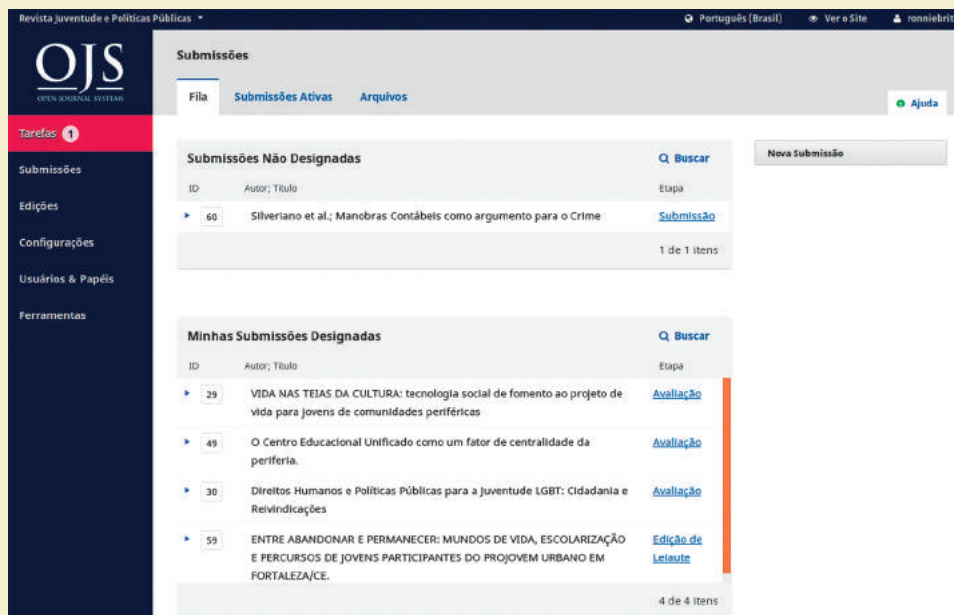 Revista Juventude e Políticas Públicas
Português (Brasil)
Ver o Site
ronniebrit
OJS
OPEN JOURNAL SYSTEMS
Tarefas 1
Submissões
Edições
Configurações
Usuários & Papéis
Ferramentas
Submissões
Fila
Submissões Ativas
Arquivos
Ajuda
Nova Submissão
Submissões Não Designadas
Buscar
ID Autor; Título Etapa
60 Silveriano et al.; Manobras Contábeis como argumento para o Crime Submissão
1 de 1 itens
Minhas Submissões Designadas
Buscar
ID Autor; Título Etapa
29 VIDA NAS TEIAS DA CULTURA: tecnologia social de fomento ao projeto de Avaliação
vida para jovens de comunidades periféricas
49 O Centro Educacional Unificado como um fator de centralidade da Avaliação
periferia.
30 Direitos Humanos e Políticas Públicas para a Juventude LGBT: Cidadania e Avaliação
Reivindicações
59 ENTRE ABANDONAR E PERMANECER: MUNDOS DE VIDA, ESCOLARIZAÇÃO Edição de
E PERCURSOS DE JOVENS PARTICIPANTES DO PROJOVEM URBANO EM Leiaute
FORTALEZA/CE.
4 de 4 itens